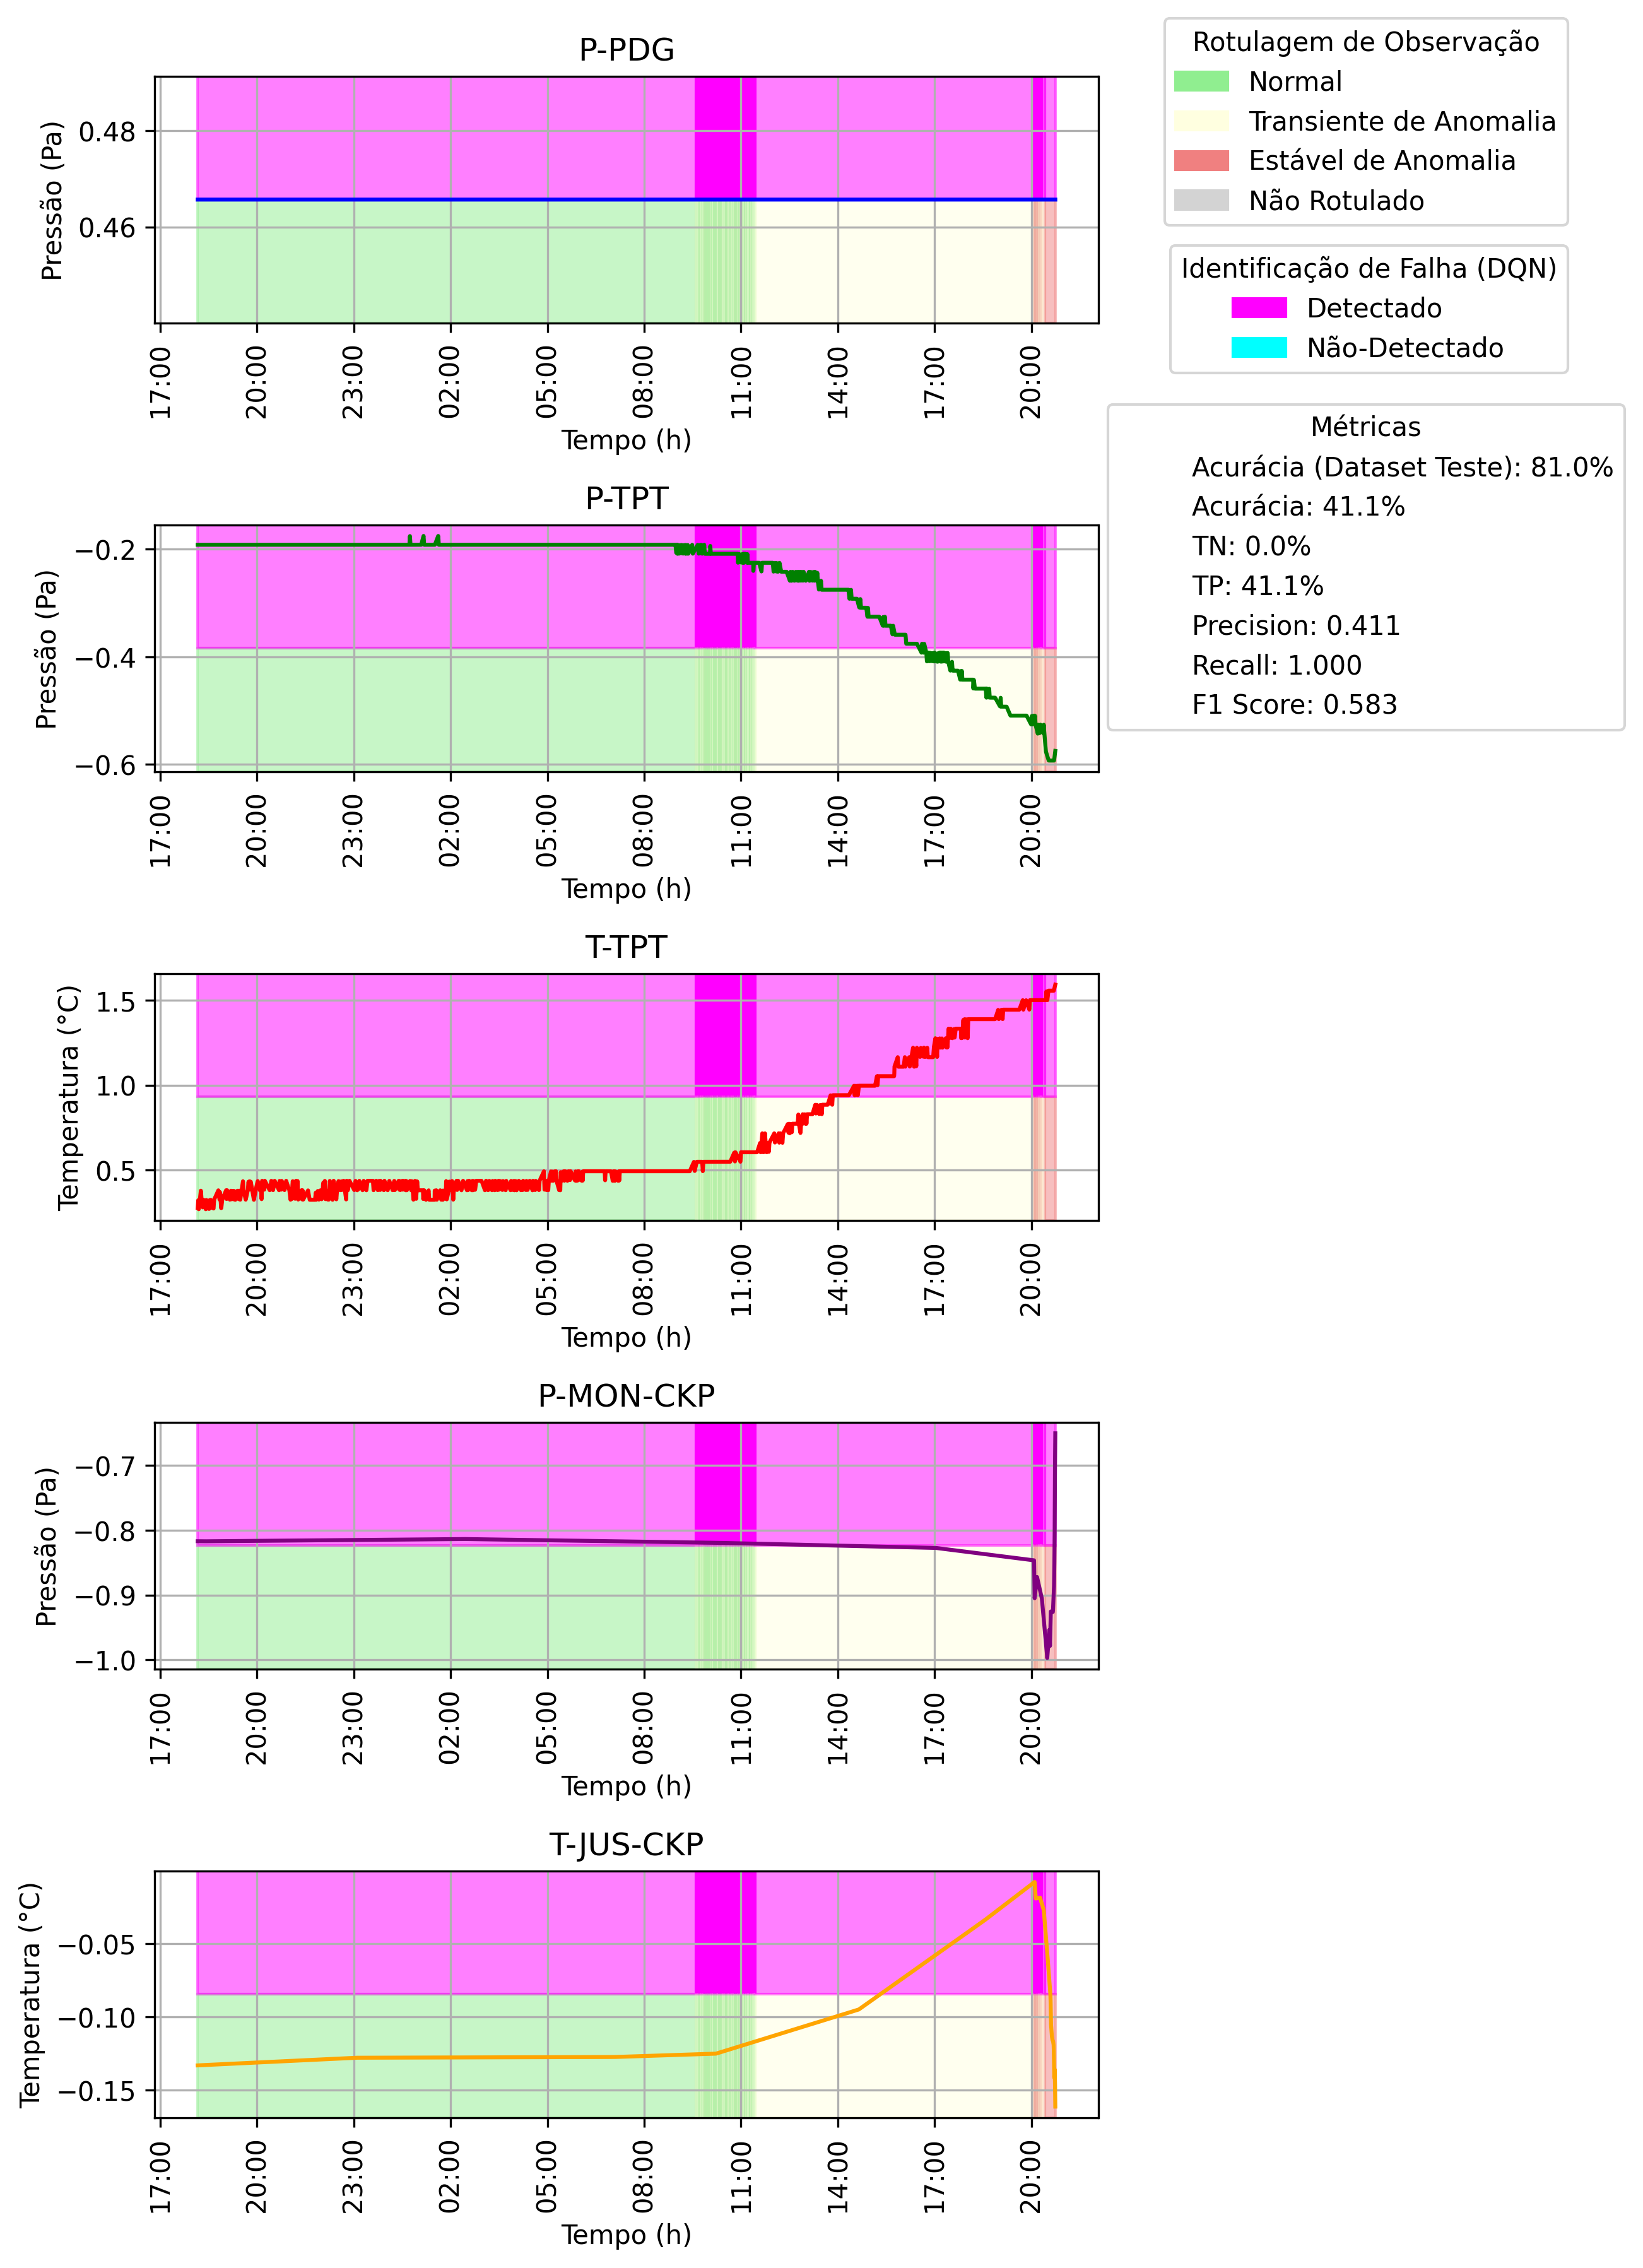 P-PDG
Pressão (Pa)
0.48
0.46
17:00 20:00 23:00 02:00 05:00 08:00 11:00 14:00 17:00 20:00
Tempo (h)
Rotulagem de Observação
Normal
Transiente de Anomalia
Estável de Anomalia
Não Rotulado
Identificação de Falha (DQN)
Detectado
Não-Detectado
Métricas
Acurácia (Dataset Teste): 81.0%
Acurácia: 41.1%
TN: 0.0%
TP: 41.1%
Precision: 0.411
Recall: 1.000
F1 Score: 0.583
P-TPT
Pressão (Pa)
−0.2
−0.4
−0.6
17:00 20:00 23:00 02:00 05:00 08:00 11:00 14:00 17:00 20:00
Tempo (h)
T-TPT
Temperatura (°C)
1.5
1.0
0.5
17:00 20:00 23:00 02:00 05:00 08:00 11:00 14:00 17:00 20:00
Tempo (h)
P-MON-CKP
Pressão (Pa)
−0.7
−0.8
−0.9
−1.0
17:00 20:00 23:00 02:00 05:00 08:00 11:00 14:00 17:00 20:00
Tempo (h)
T-JUS-CKP
Temperatura (°C)
−0.05
−0.10
−0.15
17:00 20:00 23:00 02:00 05:00 08:00 11:00 14:00 17:00 20:00
Tempo (h)